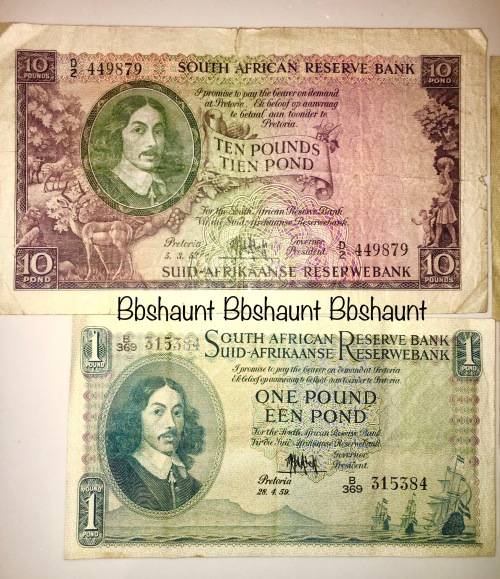 10 POUNDS
D/2 449879
SOUTH AFRICAN RESERVE BANK
10 POND
I promise to pay the bearer on demand
at Pretoria. Ek beloof op aanvraag
te betaal aan toonder te
Pretoria.
TEN POUNDS
TIEN POND
For the South African Reserve Bank
Vir die Suid-Afrikaanse Reserwebank.
Pretoria
Governor
President.
D/2 449879
10 POND
SUID-AFRIKAANSE RESERWEBANK
10 POUNDS
Bbshaunt Bbshaunt Bbshaunt
1 POUND
B/369 315384
SOUTH AFRICAN RESERVE BANK
SUID-AFRIKAANSE RESERWEBANK
1 POND
I promise to pay the bearer on demand at Pretoria
Ek beloof op aanvraag te betaal aan toonder te Pretoria.
ONE POUND
EEN POND
For the South African Reserve Bank
Vir die Suid-Afrikaanse Reserwebank.
Governor
President.
Pretoria
28. 4. 59.
B/369 315384
1 POND